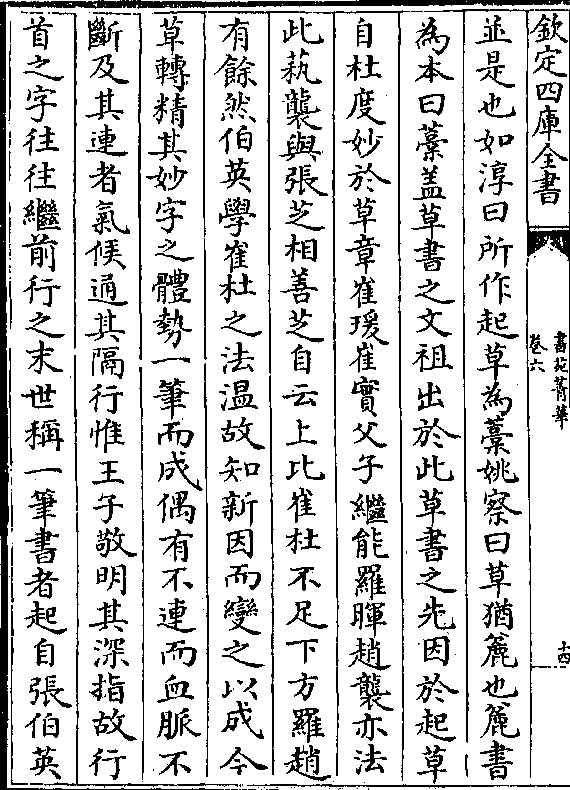 欽定四庫全書
書苑菁華
卷六
十四
並是也如淳曰所作起草為藁姚察曰草猶麄也麄書
為本曰藁盖草書之文祖出於此草書之先因於起草
自杜度妙於草章崔瑗崔寔父子繼能羅暉趙襲亦法
此蓺襲與張芝相善芝自云上比崔杜不足下方羅趙
有餘然伯英學崔杜之法温故知新因而變之以成今
草轉精其妙字之體勢一筆而成偶有不連而血脈不
斷及其連者氣候通其隔行惟王子敬明其深指故行
首之字往往繼前行之末世稱一筆書者起自張伯英